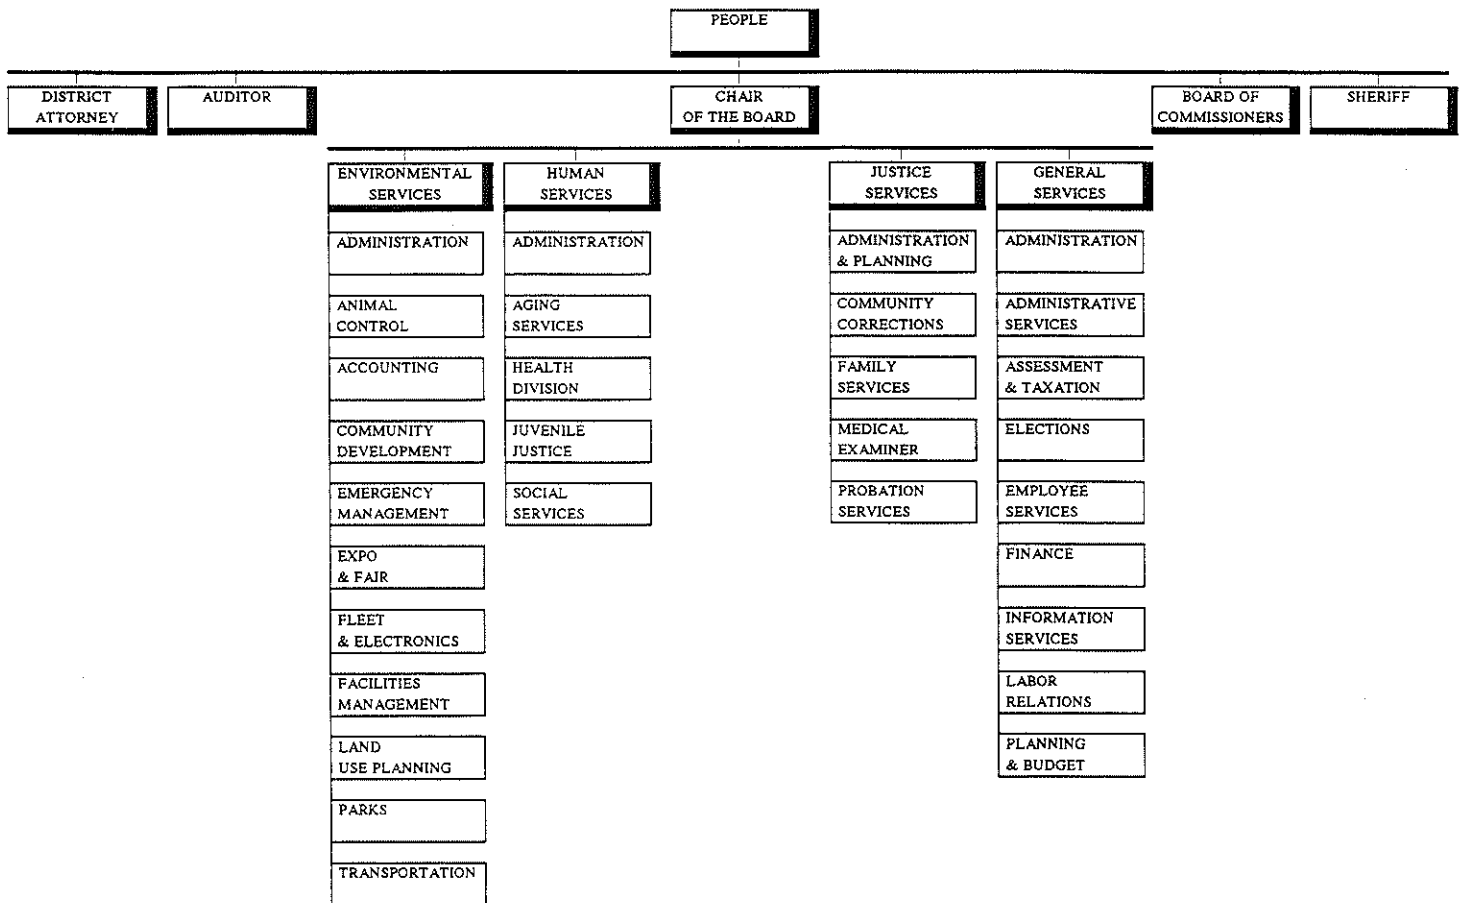 PEOPLE
DISTRICT
ATTORNEY
AUDITOR
CHAIR
OF THE BOARD
BOARD OF
COMMISSIONERS
SHERIFF
ENVIRONMENTAL
SERVICES
ADMINISTRATION
ANIMAL
CONTROL
ACCOUNTING
COMMUNITY
DEVELOPMENT
EMERGENCY
MANAGEMENT
EXPO
& FAIR
FLEET
& ELECTRONICS
FACILITIES
MANAGEMENT
LAND
USE PLANNING
PARKS
TRANSPORTATION
HUMAN
SERVICES
ADMINISTRATION
AGING
SERVICES
HEALTH
DIVISION
JUVENILE
JUSTICE
SOCIAL
SERVICES
JUSTICE
SERVICES
ADMINISTRATION
& PLANNING
COMMUNITY
CORRECTIONS
FAMILY
SERVICES
MEDICAL
EXAMINER
PROBATION
SERVICES
GENERAL
SERVICES
ADMINISTRATION
ADMINISTRATIVE
SERVICES
ASSESSMENT
& TAXATION
ELECTIONS
EMPLOYEE
SERVICES
FINANCE
INFORMATION
SERVICES
LABOR
RELATIONS
PLANNING
& BUDGET